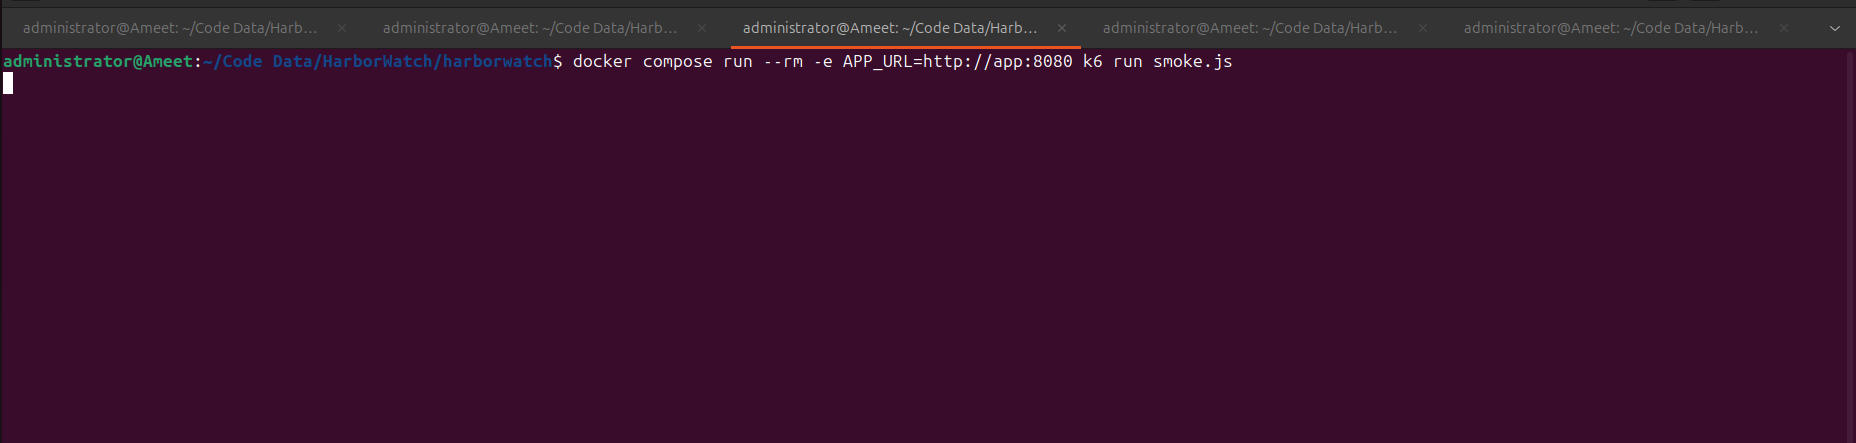 administrator@Ameet: ~/Code Data/Harb... × administrator@Ameet: ~/Code Data/Harb... × administrator@Ameet: ~/Code Data/Harb... × administrator@Ameet: ~/Code Data/Harb... × administrator@Ameet: ~/Code Data/Harb... ×
administrator@Ameet:~/Code Data/HarborWatch/harborwatch$ docker compose run --rm -e APP_URL=http://app:8080 k6 run smoke.js